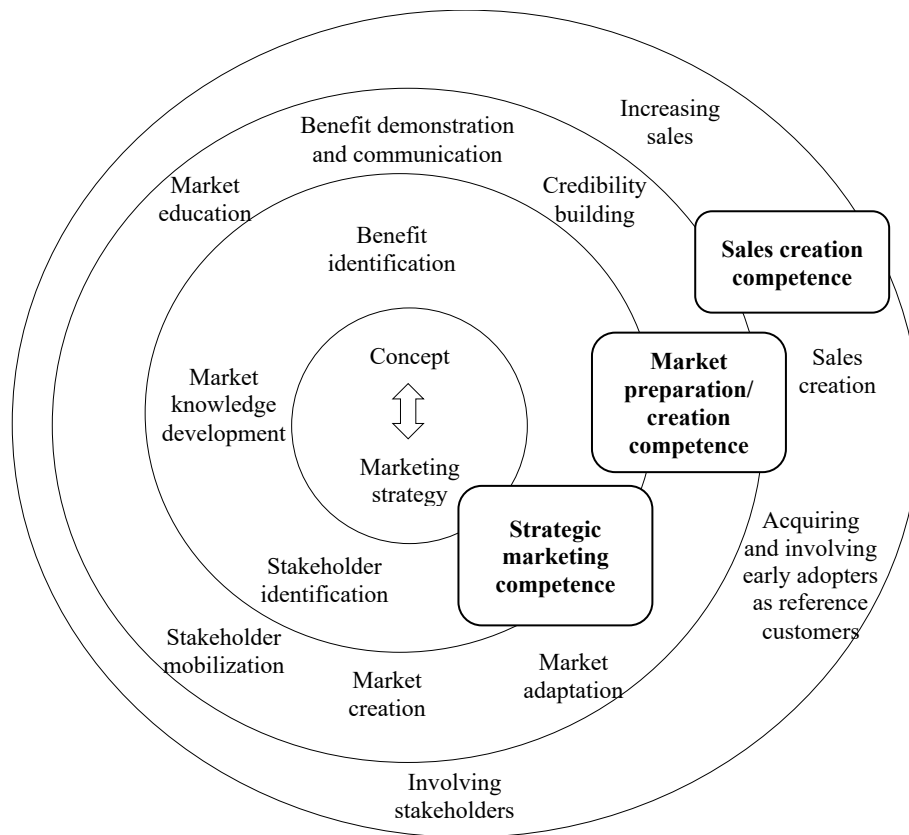 Increasing
sales
Benefit demonstration
and communication
Market
education
Credibility
building
Benefit
identification
Sales creation
competence
Concept
Market
knowledge
development
Market
preparation/
creation
competence
Sales
creation
Marketing
strategy
Strategic
marketing
competence
Acquiring
and involving
early adopters
as reference
customers
Stakeholder
identification
Stakeholder
mobilization
Market
creation
Market
adaptation
Involving
stakeholders